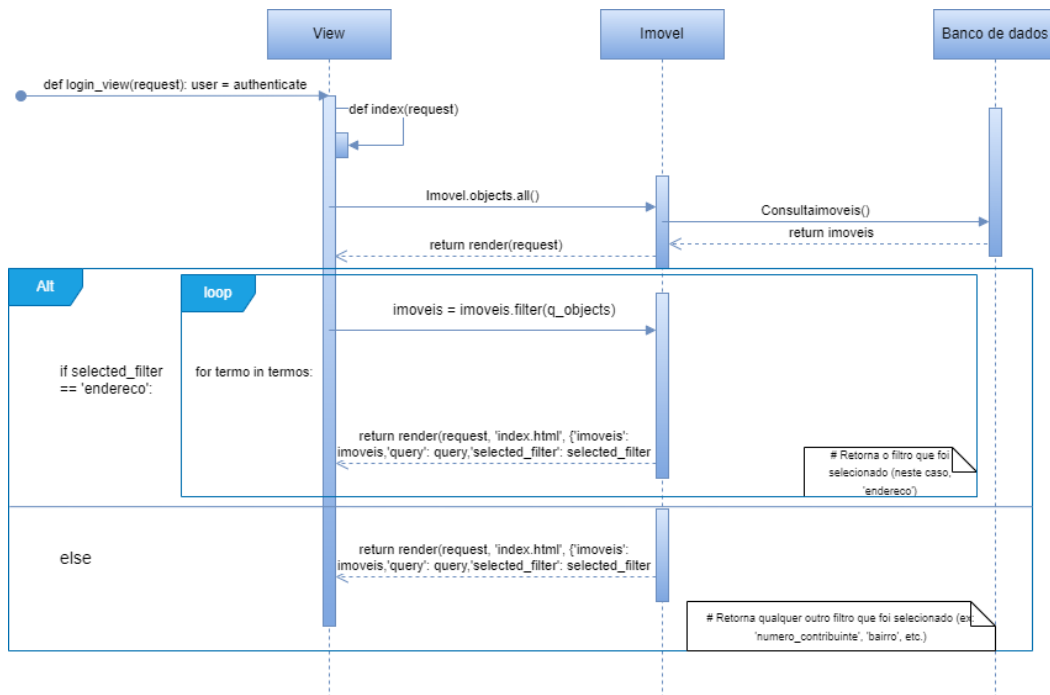 View
Imovel
Banco de dados
def login_view(request): user = authenticate
def index(request)
Imovel.objects.all()
Consultaimoveis()
return imoveis
return render(request)
Alt
loop
imoveis = imoveis.filter(q_objects)
if selected_filter
== 'endereco':
for termo in termos:
return render(request, 'index.html', {'imoveis':
imoveis,'query': query,'selected_filter': selected_filter
# Retorna o filtro que foi
selecionado (neste caso,
'endereco')
else
return render(request, 'index.html', {'imoveis':
imoveis,'query': query,'selected_filter': selected_filter
# Retorna qualquer outro filtro que foi selecionado (ex:
'numero_contribuinte', 'bairro', etc.)